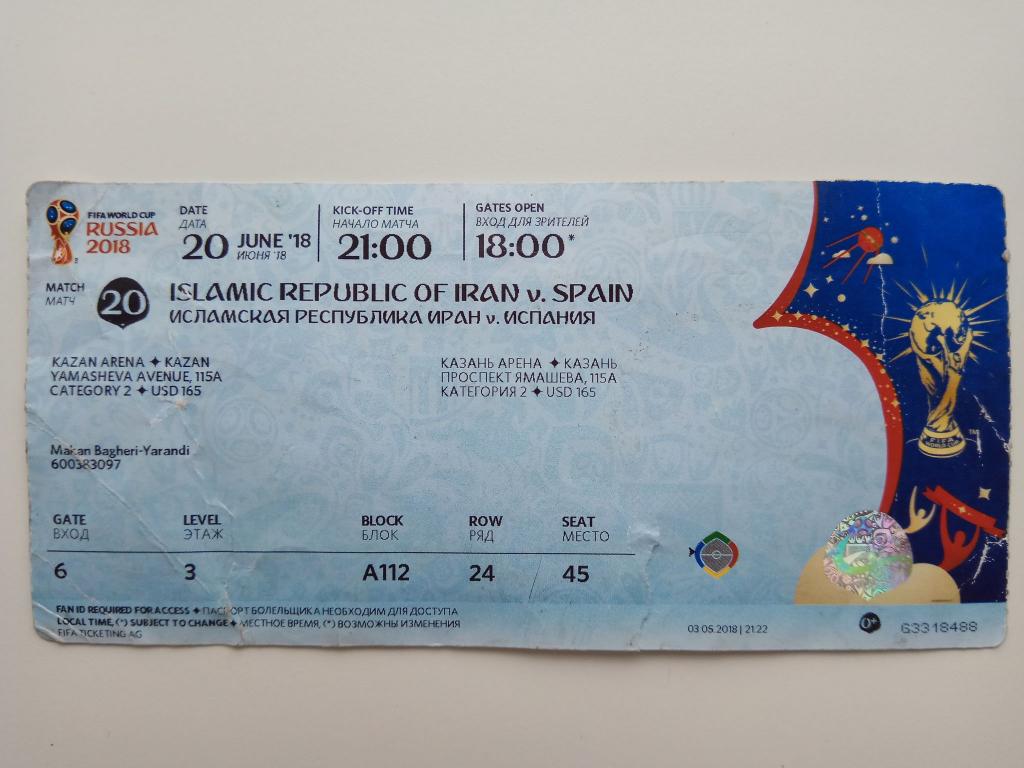 FIFA WORLD CUP
RUSSIA
2018
DATE
ДАТА
20 JUNE '18
ИЮНЯ '18
KICK-OFF TIME
НАЧАЛО МАТЧА
21:00
GATES OPEN
ВХОД ДЛЯ ЗРИТЕЛЕЙ
18:00*
MATCH
МАТЧ
20
ISLAMIC REPUBLIC OF IRAN v. SPAIN
ИСЛАМСКАЯ РЕСПУБЛИКА ИРАН v. ИСПАНИЯ
KAZAN ARENA ✦ KAZAN
YAMASHEVA AVENUE, 115A
CATEGORY 2 ✦ USD 165
КАЗАНЬ АРЕНА ✦ КАЗАНЬ
ПРОСПЕКТ ЯМАШЕВА, 115А
КАТЕГОРИЯ 2 ✦ USD 165
Makan Bagheri-Yarandi
600383097
GATE
ВХОД
6
LEVEL
ЭТАЖ
3
BLOCK
БЛОК
A112
ROW
РЯД
24
SEAT
МЕСТО
45
FAN ID REQUIRED FOR ACCESS ✦ ПАСПОРТ БОЛЕЛЬЩИКА НЕОБХОДИМ ДЛЯ ДОСТУПА
LOCAL TIME, (*) SUBJECT TO CHANGE ✦ МЕСТНОЕ ВРЕМЯ, (*) ВОЗМОЖНЫ ИЗМЕНЕНИЯ
FIFA TICKETING AG
03.05.2018 | 21:22
0+
63318488
FIFA
WORLD CUP
TM